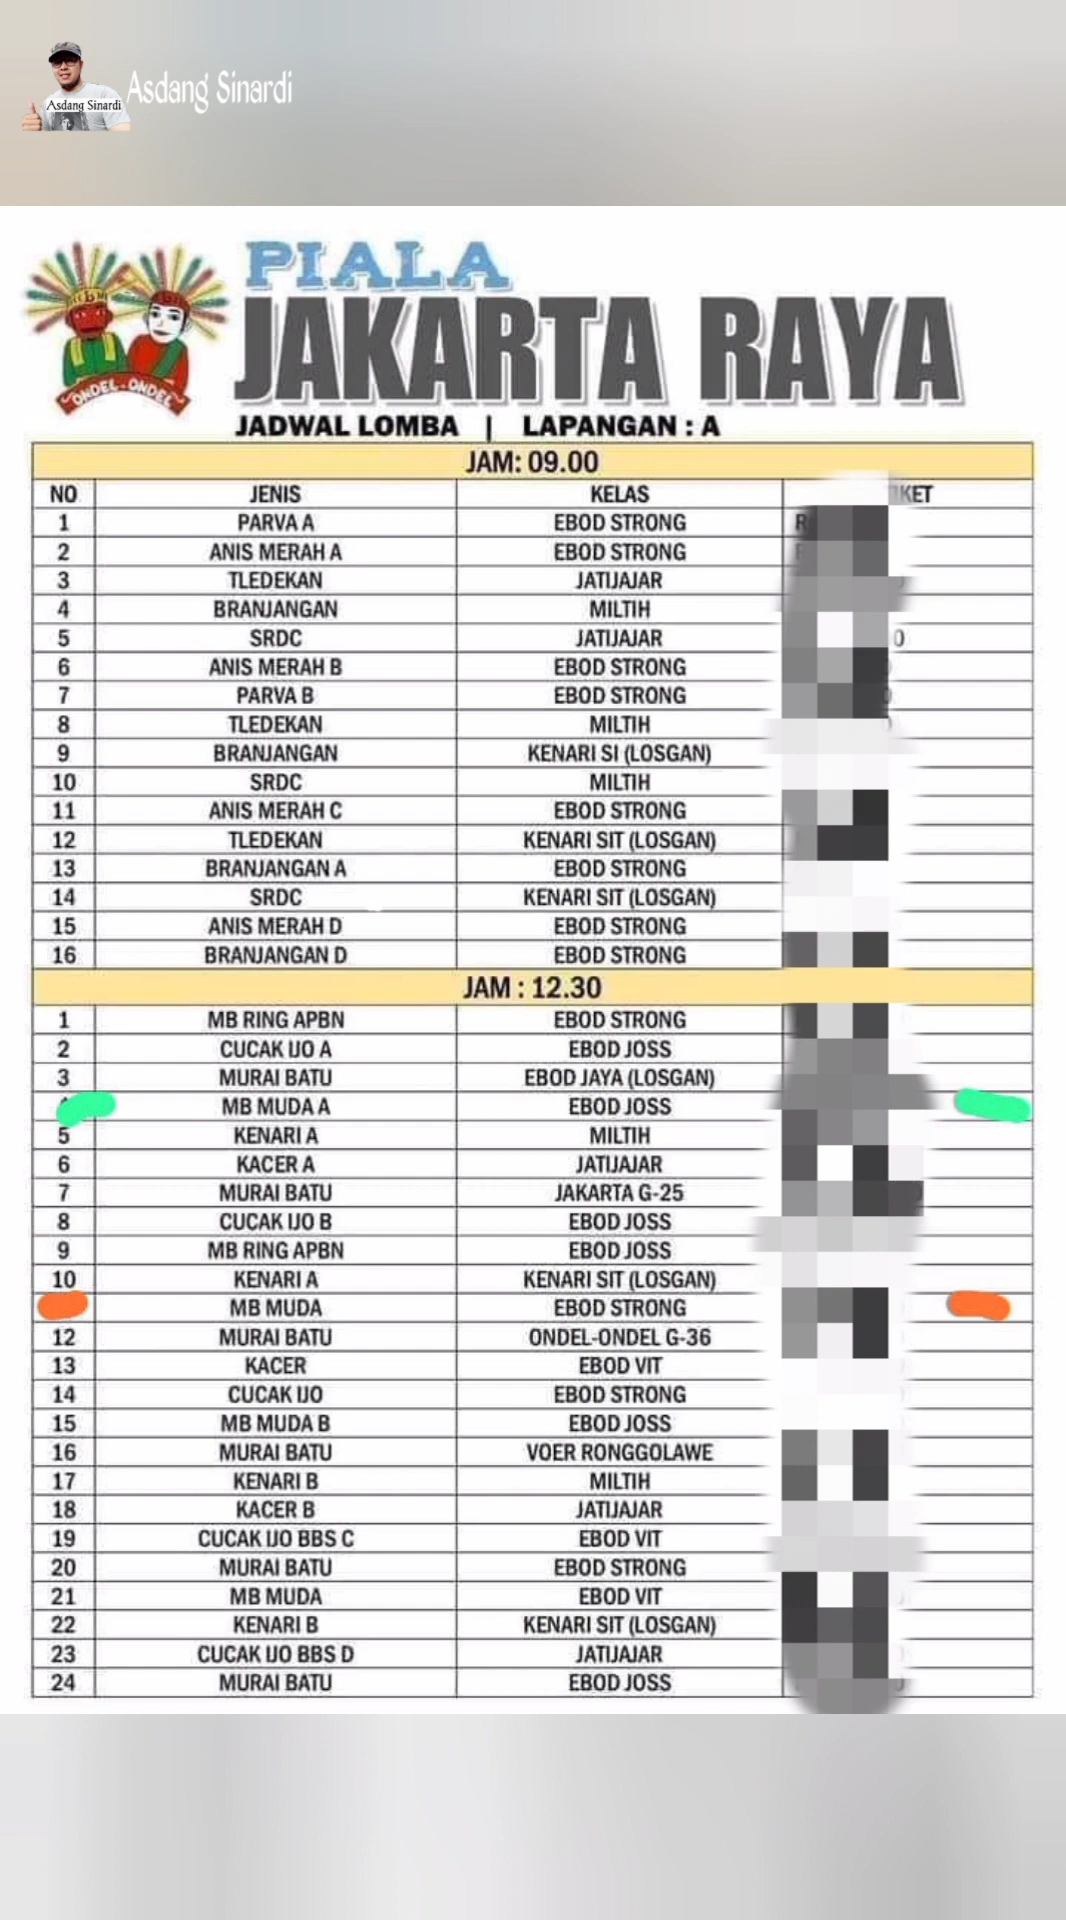 Asdang Sinardi
Asdang Sinardi
PIALA
JAKARTA RAYA
ONDEL-ONDEL
JADWAL LOMBA | LAPANGAN : A
JAM: 09.00
NO JENIS KELAS
1 PARVA A EBOD STRONG
2 ANIS MERAH A EBOD STRONG
3 TLEDEKAN JATIJAJAR
4 BRANJANGAN MILTIH
5 SRDC JATIJAJAR
6 ANIS MERAH B EBOD STRONG
7 PARVA B EBOD STRONG
8 TLEDEKAN MILTIH
9 BRANJANGAN KENARI SI (LOSGAN)
10 SRDC MILTIH
11 ANIS MERAH C EBOD STRONG
12 TLEDEKAN KENARI SIT (LOSGAN)
13 BRANJANGAN A EBOD STRONG
14 SRDC KENARI SIT (LOSGAN)
15 ANIS MERAH D EBOD STRONG
16 BRANJANGAN D EBOD STRONG
JAM : 12.30
1 MB RING APBN EBOD STRONG
2 CUCAK IJO A EBOD JOSS
3 MURAI BATU EBOD JAYA (LOSGAN)
MB MUDA A EBOD JOSS
5 KENARI A MILTIH
6 KACER A JATIJAJAR
7 MURAI BATU JAKARTA G-25
8 CUCAK IJO B EBOD JOSS
9 MB RING APBN EBOD JOSS
10 KENARI A KENARI SIT (LOSGAN)
MB MUDA EBOD STRONG
12 MURAI BATU ONDEL-ONDEL G-36
13 KACER EBOD VIT
14 CUCAK IJO EBOD STRONG
15 MB MUDA B EBOD JOSS
16 MURAI BATU VOER RONGGOLAWE
17 KENARI B MILTIH
18 KACER B JATIJAJAR
19 CUCAK IJO BBS C EBOD VIT
20 MURAI BATU EBOD STRONG
21 MB MUDA EBOD VIT
22 KENARI B KENARI SIT (LOSGAN)
23 CUCAK IJO BBS D JATIJAJAR
24 MURAI BATU EBOD JOSS